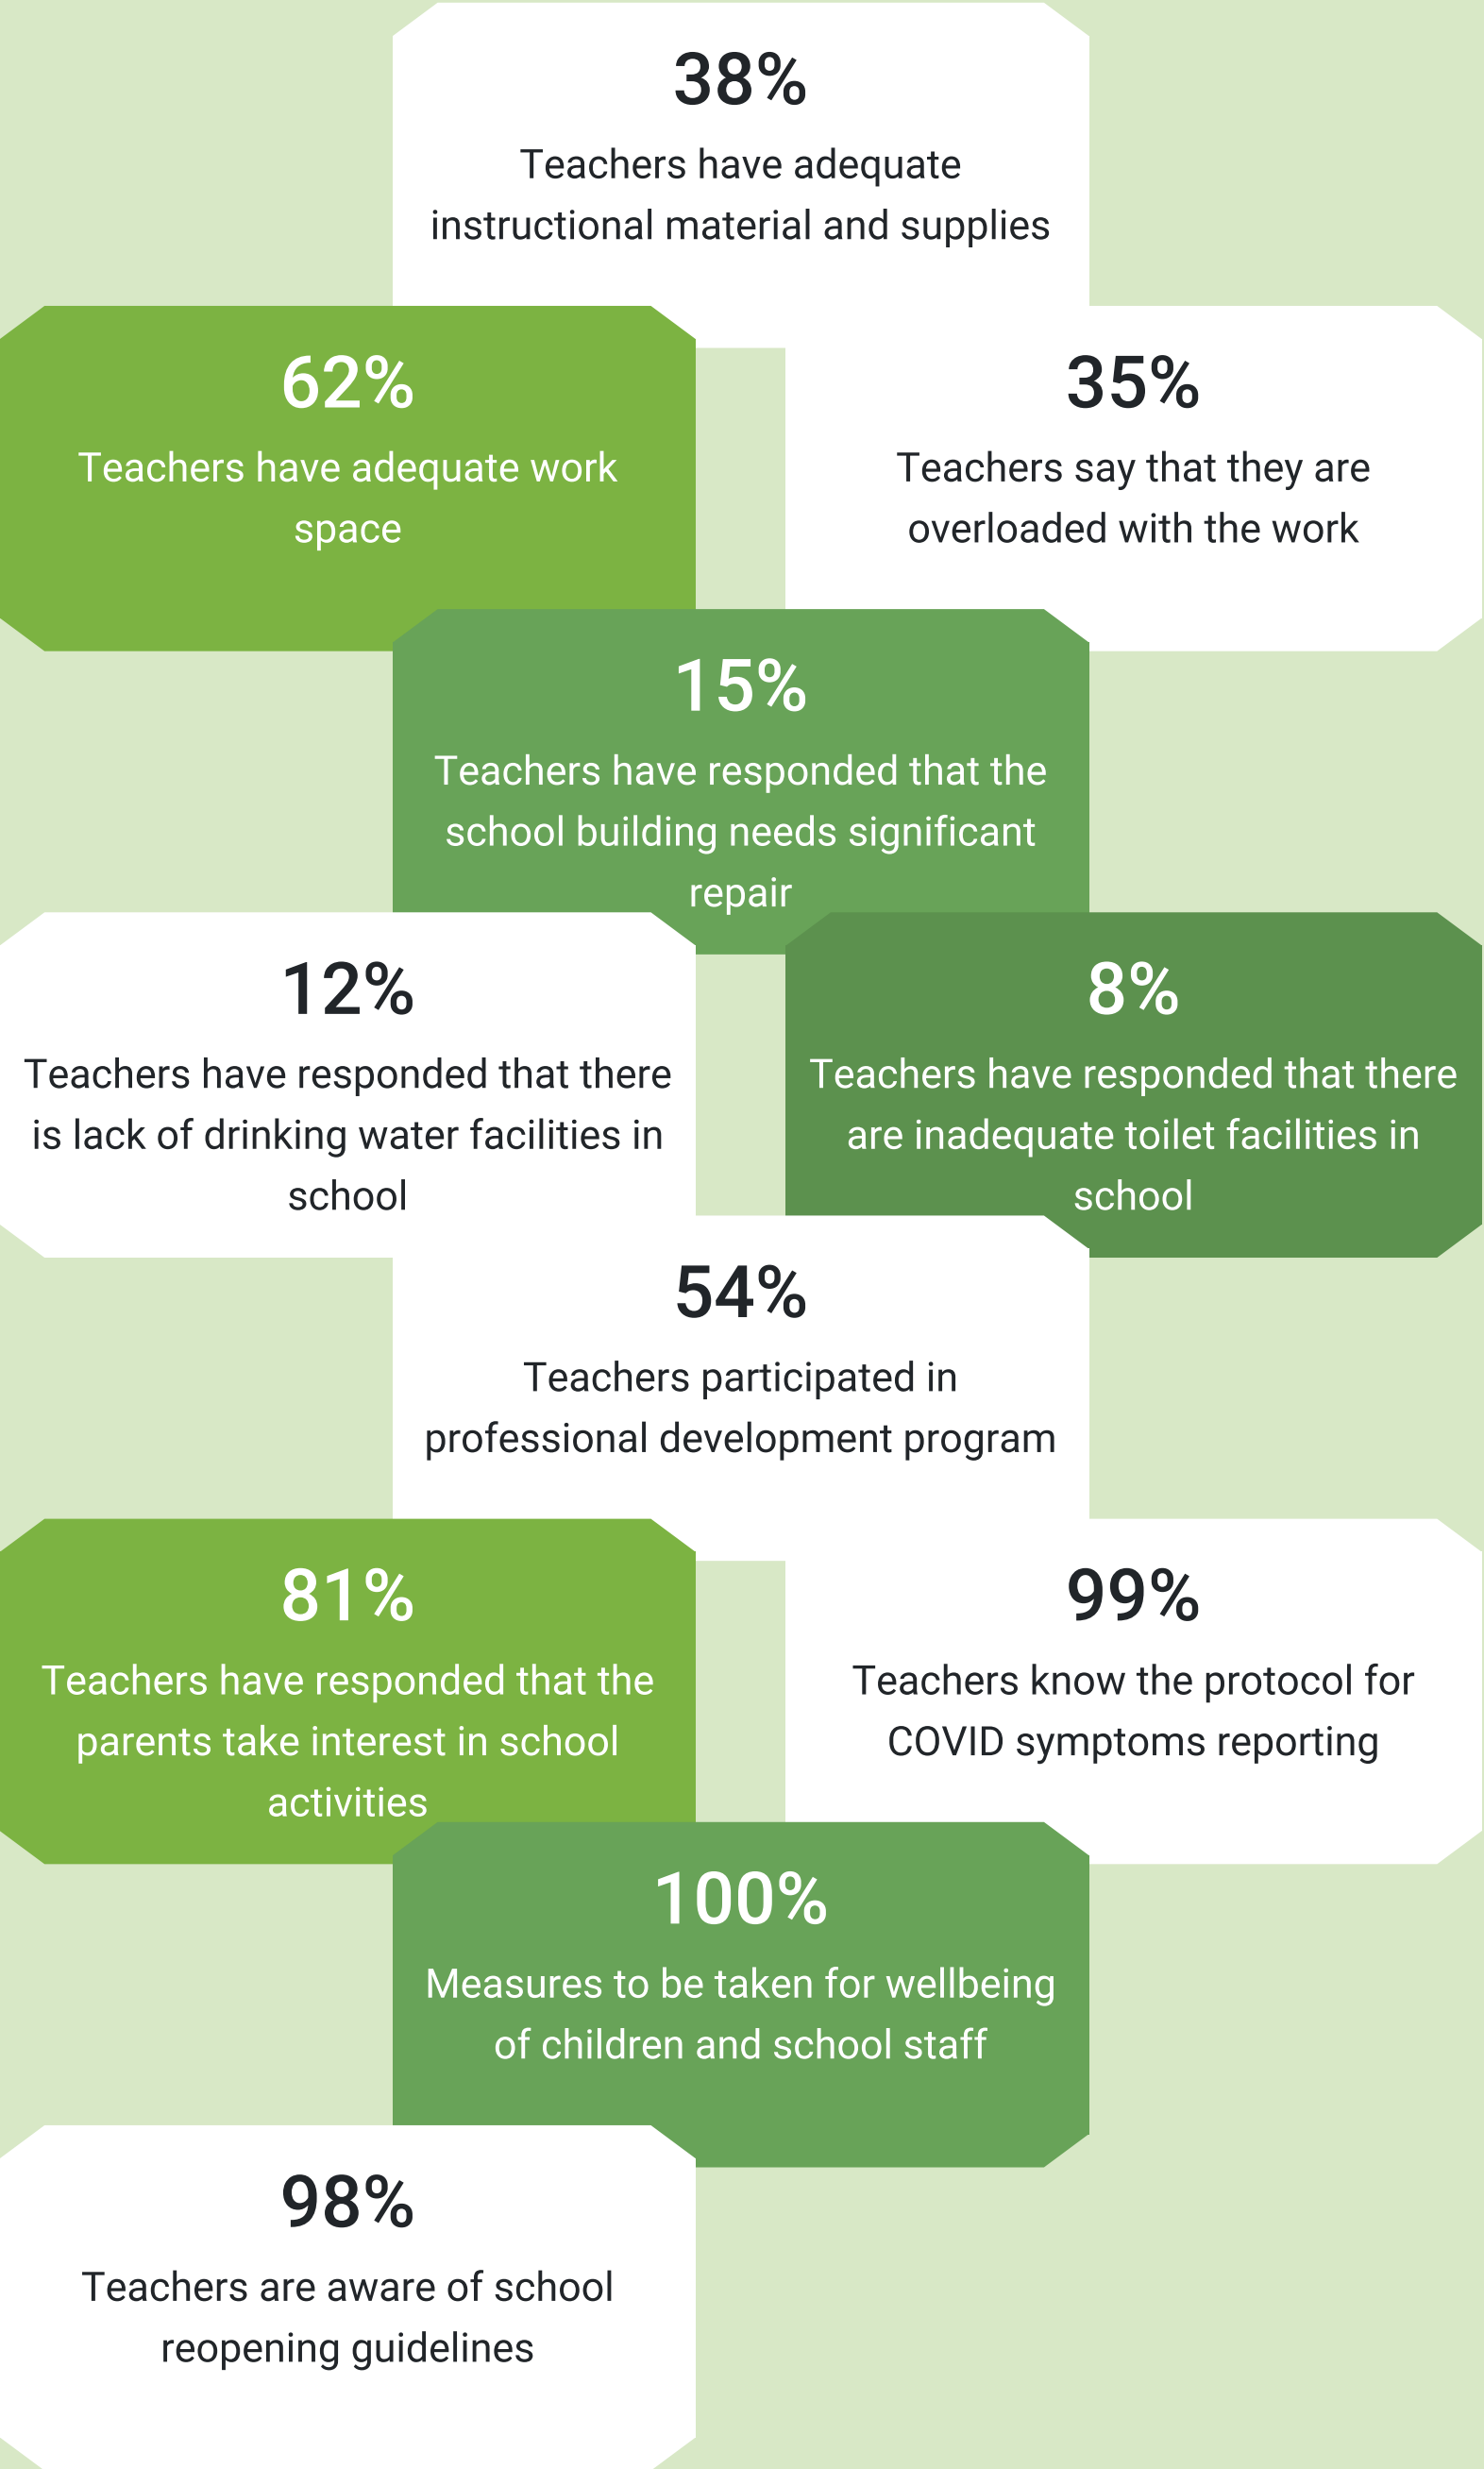 38%
Teachers have adequate
instructional material and supplies
62%
Teachers have adequate work
space
35%
Teachers say that they are
overloaded with the work
15%
Teachers have responded that the
school building needs significant
repair
12%
Teachers have responded that there
is lack of drinking water facilities in
school
8%
Teachers have responded that there
are inadequate toilet facilities in
school
54%
Teachers participated in
professional development program
81%
Teachers have responded that the
parents take interest in school
activities
99%
Teachers know the protocol for
COVID symptoms reporting
100%
Measures to be taken for wellbeing
of children and school staff
98%
Teachers are aware of school
reopening guidelines